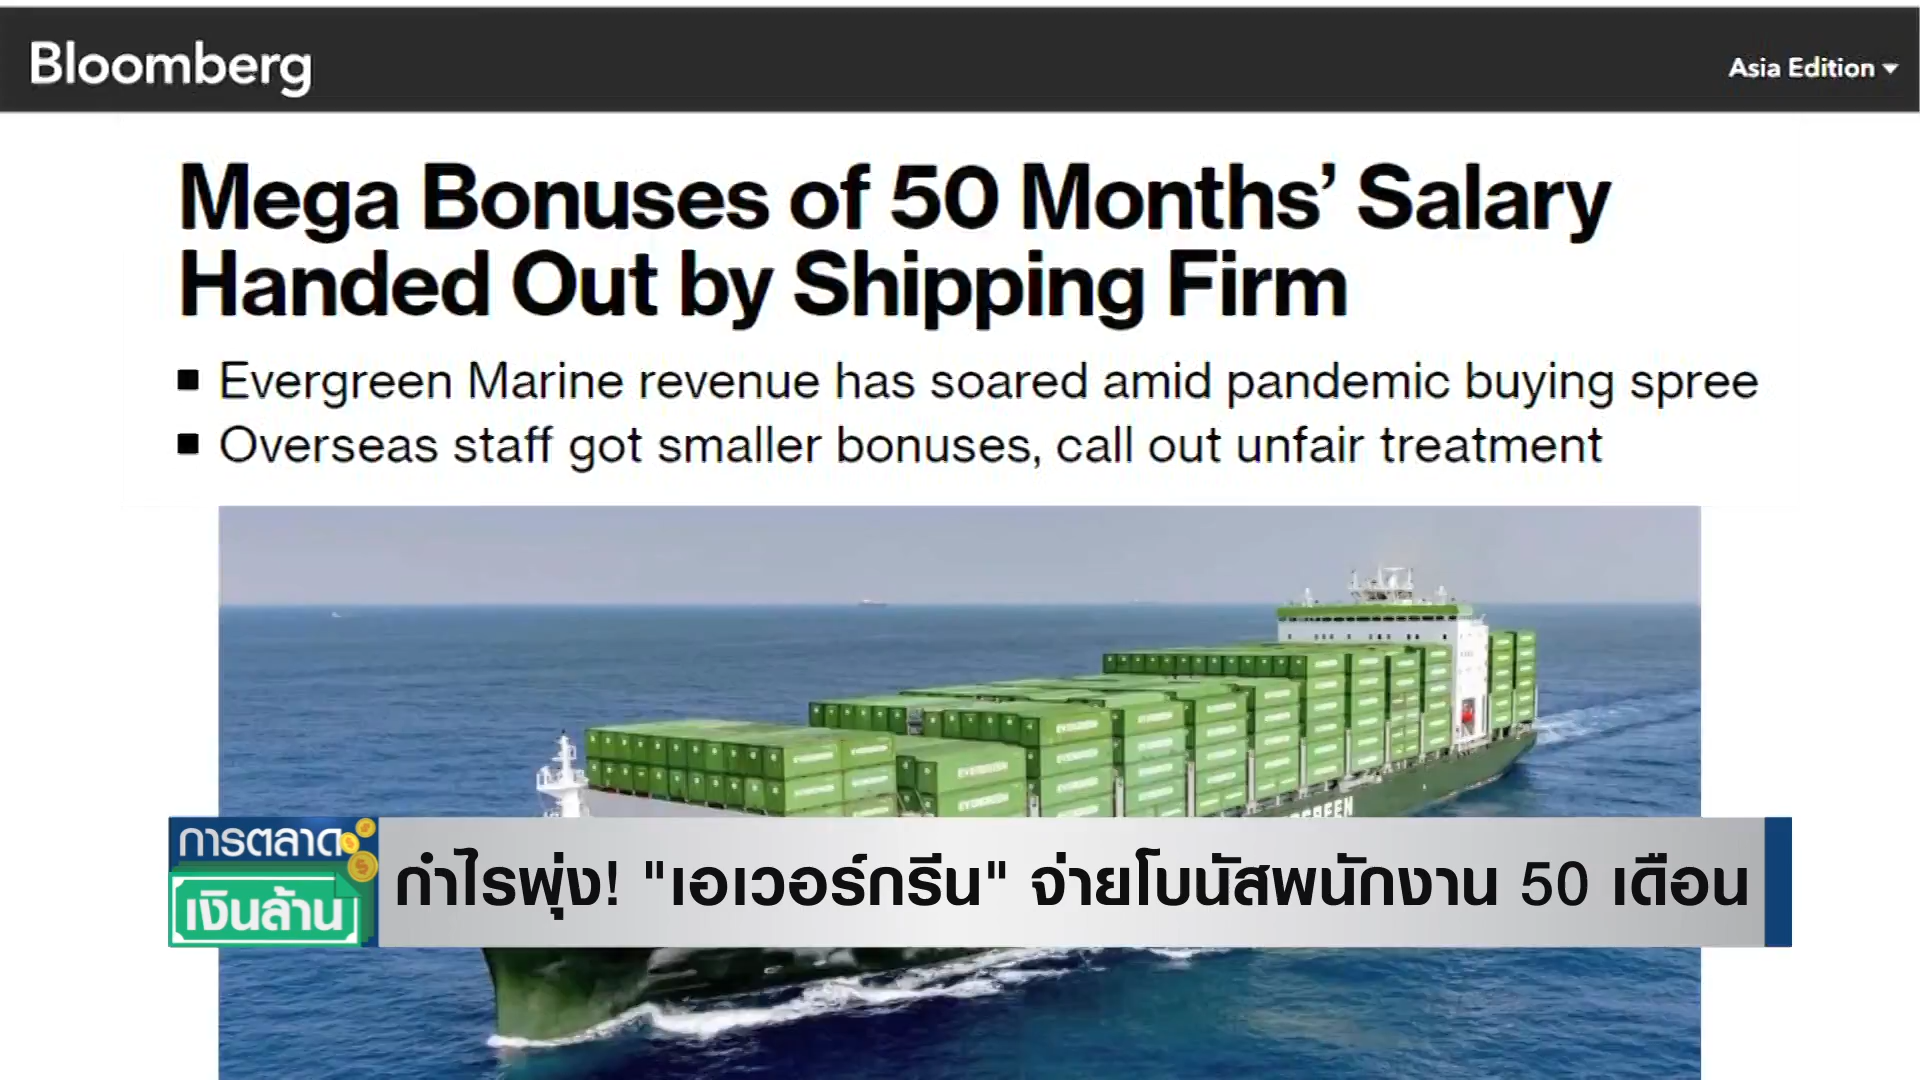 Bloomberg
Asia Edition
Mega Bonuses of 50 Months’ Salary
Handed Out by Shipping Firm
■ Evergreen Marine revenue has soared amid pandemic buying spree
■ Overseas staff got smaller bonuses, call out unfair treatment
EVERGREEN
การตลาด
เงินล้าน
กำไรพุ่ง! "เอเวอร์กรีน" จ่ายโบนัสพนักงาน 50 เดือน